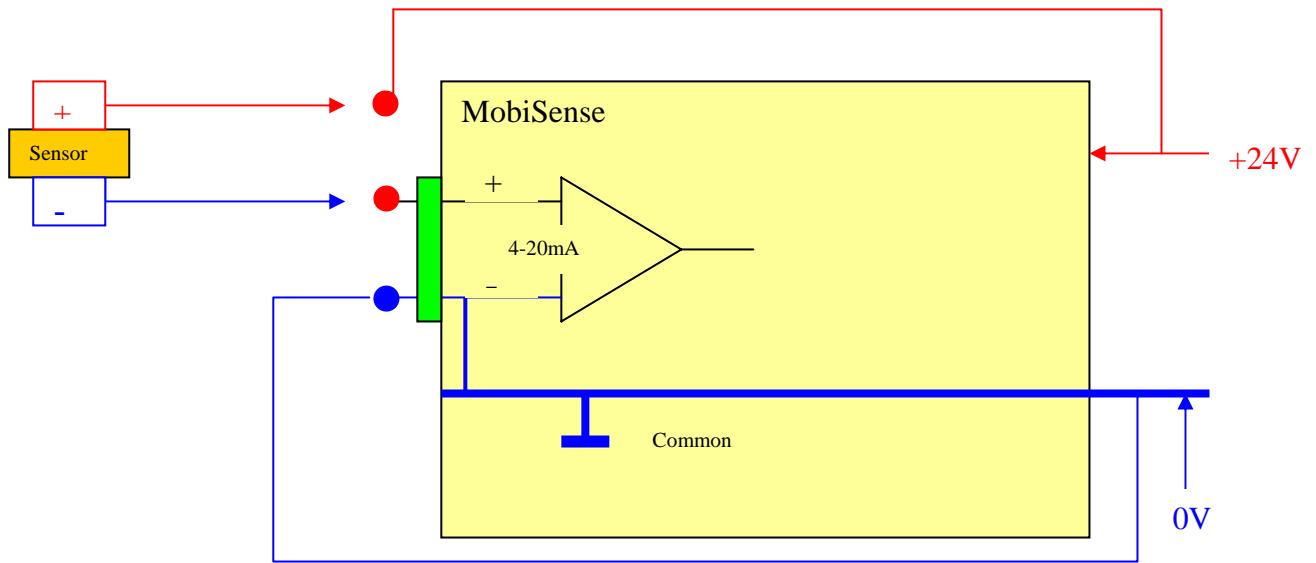 MobiSense
+
Sensor
+24V
-
+
4-20mA
-
Common
0V